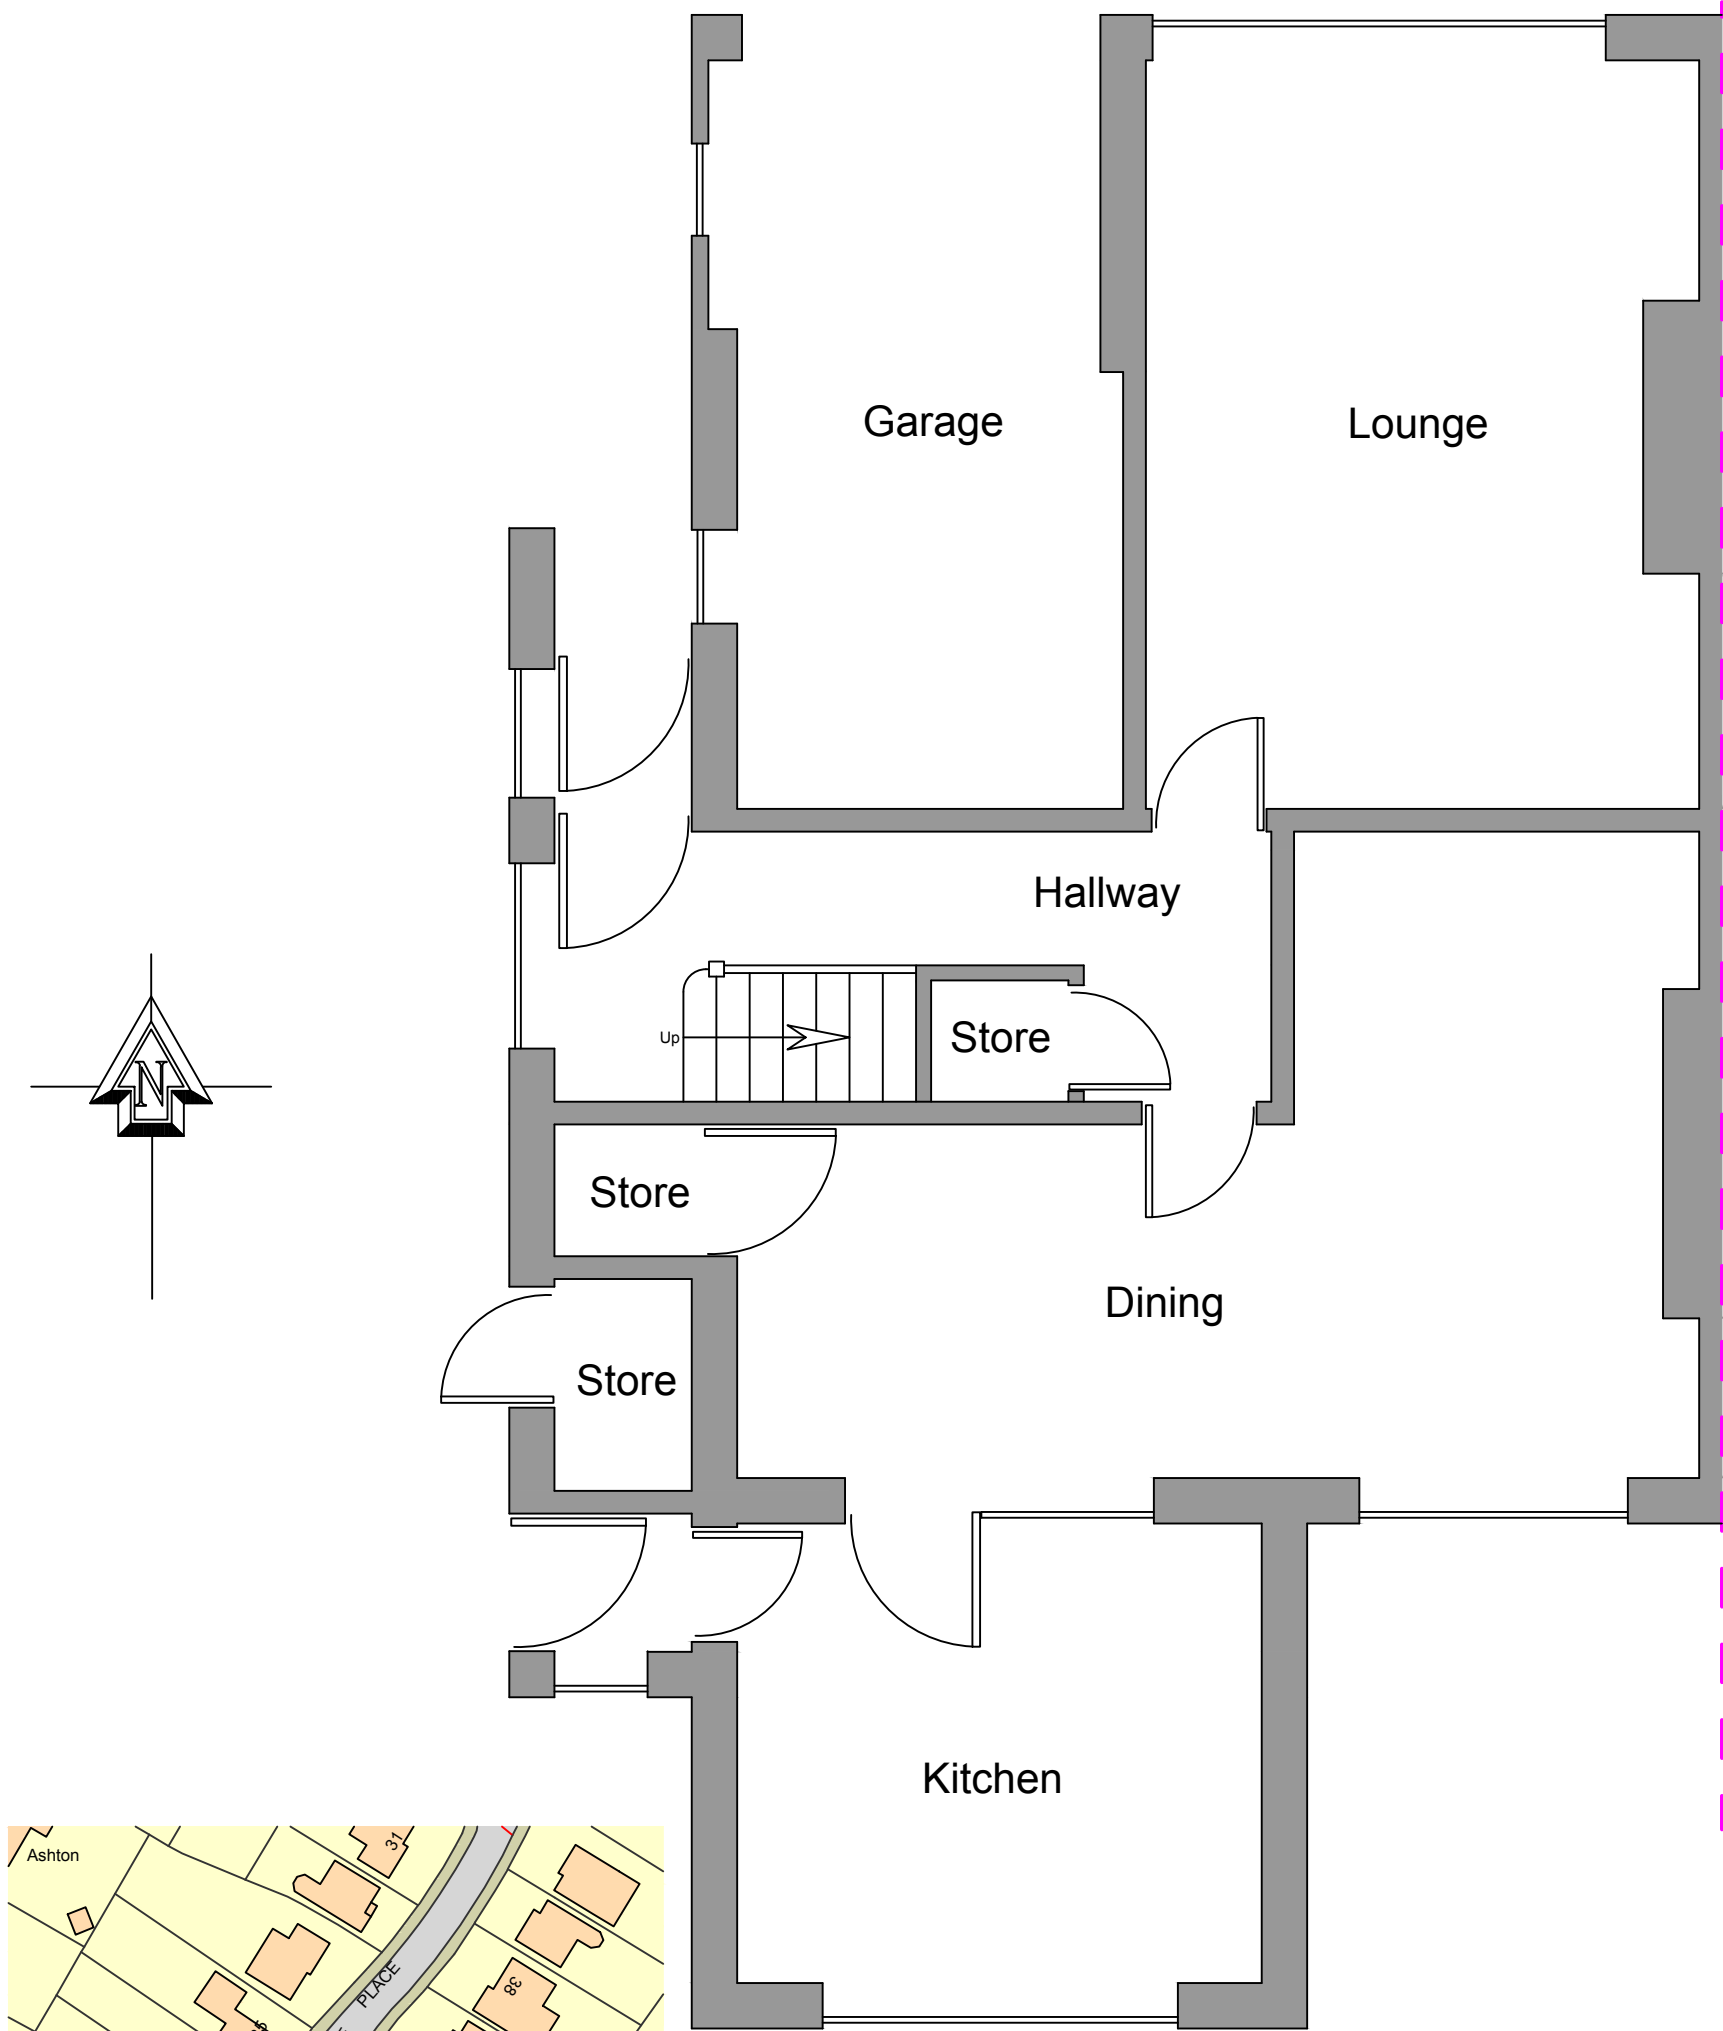 Garage
Lounge
Hallway
N
Up
Store
Store
Dining
Store
Kitchen
Ashton
31
PLACE
38